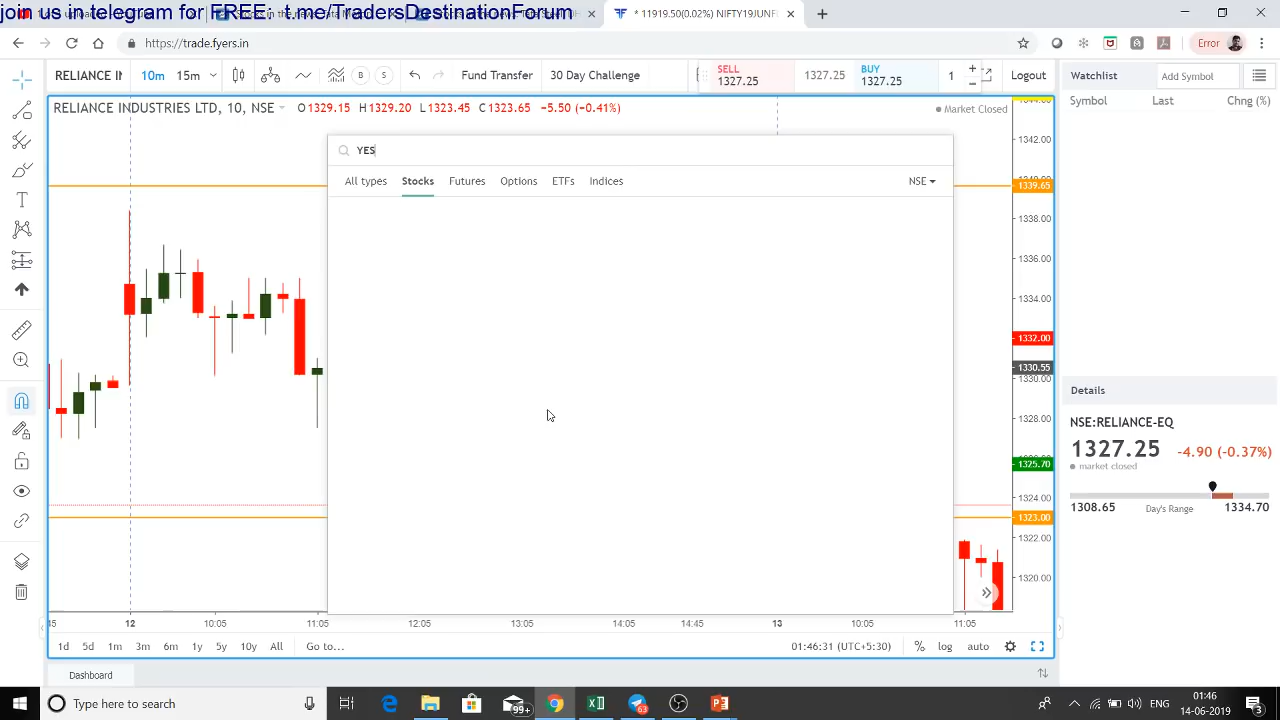 join us in telegram for FREE: t.me/TradersDestinationForum
* 11919.50(0.02%) NIFTY19JUNF
https://trade.fyers.in
Error
RELIANCE IN
10m
15m
B
S
Fund Transfer
30 Day Challenge
SELL
1327.25
1327.25
BUY
1327.25
1
Logout
Watchlist
Add Symbol
Symbol
Last
Chng (%)
RELIANCE INDUSTRIES LTD, 10, NSE
O1329.15 H1329.20 L1323.45 C1323.65 −5.50 (−0.41%)
Market Closed
YES
All types
Stocks
Futures
Options
ETFs
Indices
NSE
1344.00
1342.00
1339.65
1338.00
1336.00
1334.00
1332.00
1330.55
1330.00
1328.00
1325.70
1324.00
1323.00
1322.00
1320.00
Details
NSE:RELIANCE-EQ
1327.25
-4.90 (-0.37%)
market closed
1308.65
Day's Range
1334.70
:45
12
10:05
11:05
12:05
13:05
14:05
14:45
13
10:05
11:05
1d
5d
1m
3m
6m
1y
5y
10y
All
Go to...
01:46:31 (UTC+5:30)
%
log
auto
Dashboard
Type here to search
99+
63
01:46
14-06-2019
3